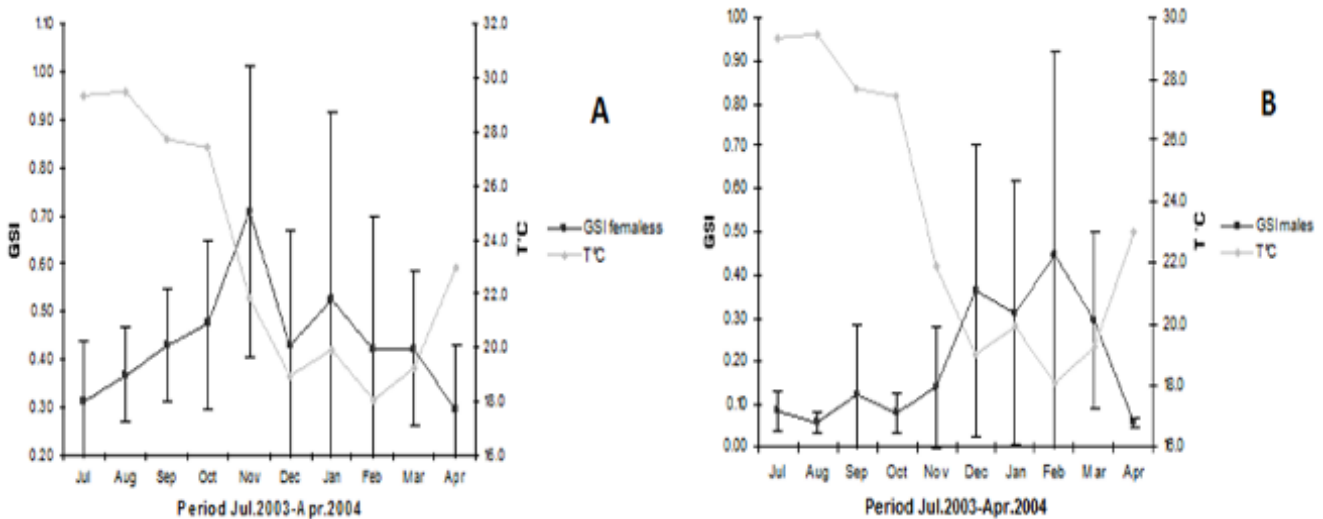 A
GSI
1.10
1.00
0.90
0.80
0.70
0.60
0.50
0.40
0.30
0.20
32.0
30.0
28.0
26.0
24.0
22.0
20.0
18.0
16.0
T°C
GSI femaless
T°C
Jul Aug Sep Oct Nov Dec Jan Feb Mar Apr
Period Jul.2003-Apr.2004
B
GSI
1.00
0.90
0.80
0.70
0.60
0.50
0.40
0.30
0.20
0.10
0.00
30.0
28.0
26.0
24.0
22.0
20.0
18.0
16.0
T°C
GSI males
T°C
Jul Aug Sep Oct Nov Dec Jan Feb Mar Apr
Period Jul.2003-Apr.2004